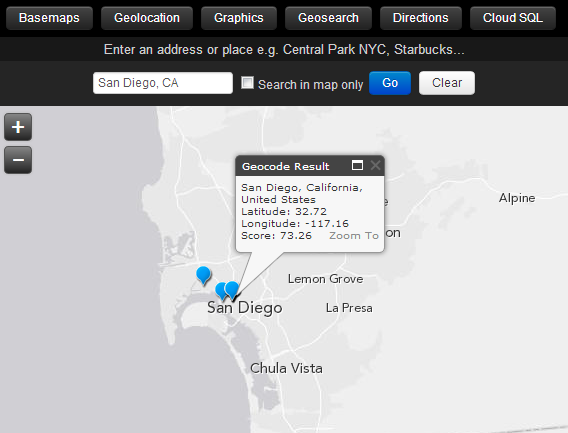 Basemaps Geolocation Graphics Geosearch Directions Cloud SQL
Enter an address or place e.g. Central Park NYC, Starbucks...
San Diego, CA Search in map only Go Clear
+
−
Geocode Result
San Diego, California,
United States
Latitude: 32.72
Longitude: -117.16
Score: 73.26 Zoom To
Alpine
Lemon Grove
San Diego
La Presa
Chula Vista